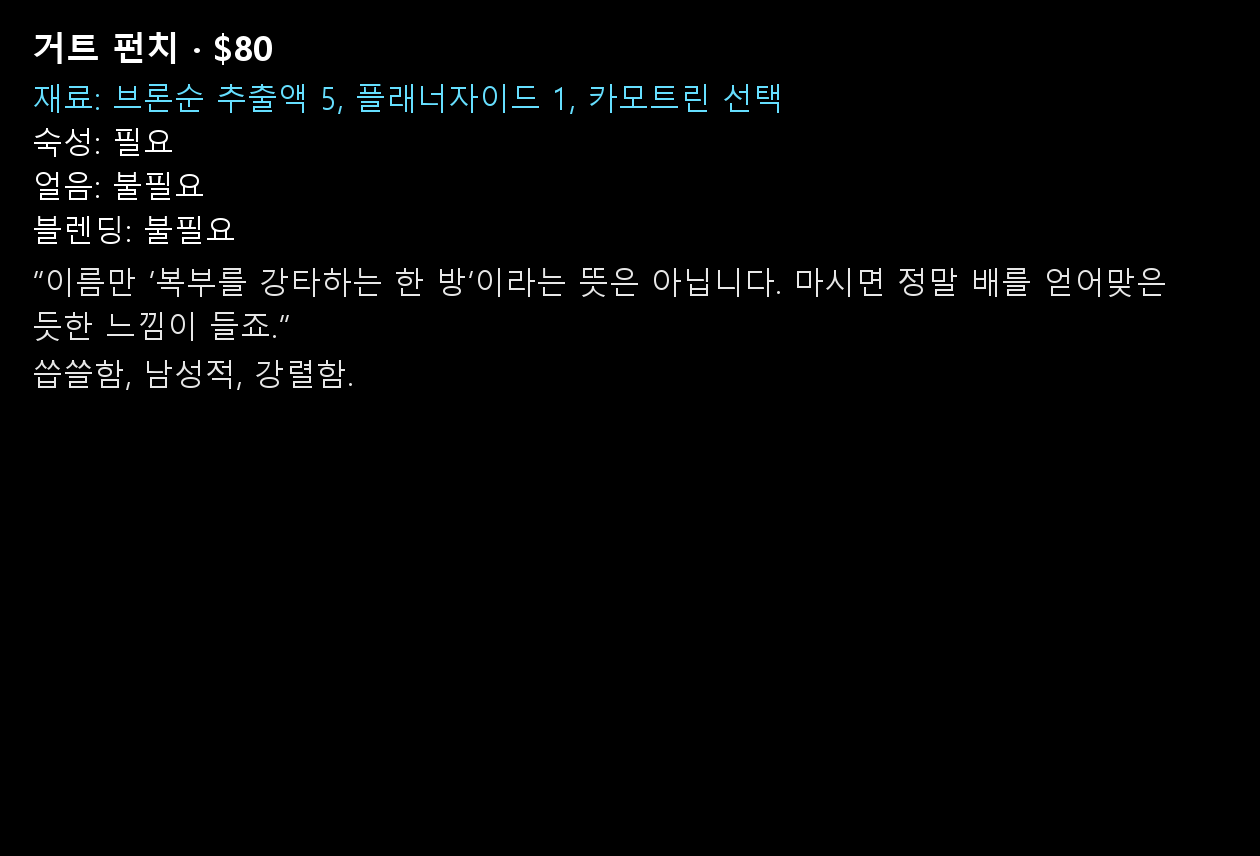 거트 펀치 · $80
재료: 브론순 추출액 5, 플래너자이드 1, 카모트린 선택
숙성: 필요
얼음: 불필요
블렌딩: 불필요
“이름만 ‘복부를 강타하는 한 방’이라는 뜻은 아닙니다. 마시면 정말 배를 얻어맞은
듯한 느낌이 들죠.”
씁쓸함, 남성적, 강렬함.